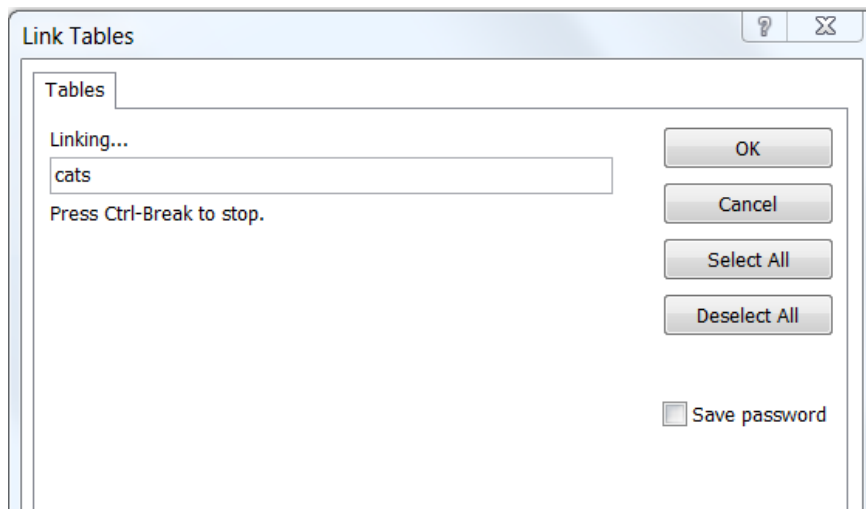 Link Tables
?
Tables
Linking...
cats
Press Ctrl-Break to stop.
OK
Cancel
Select All
Deselect All
Save password